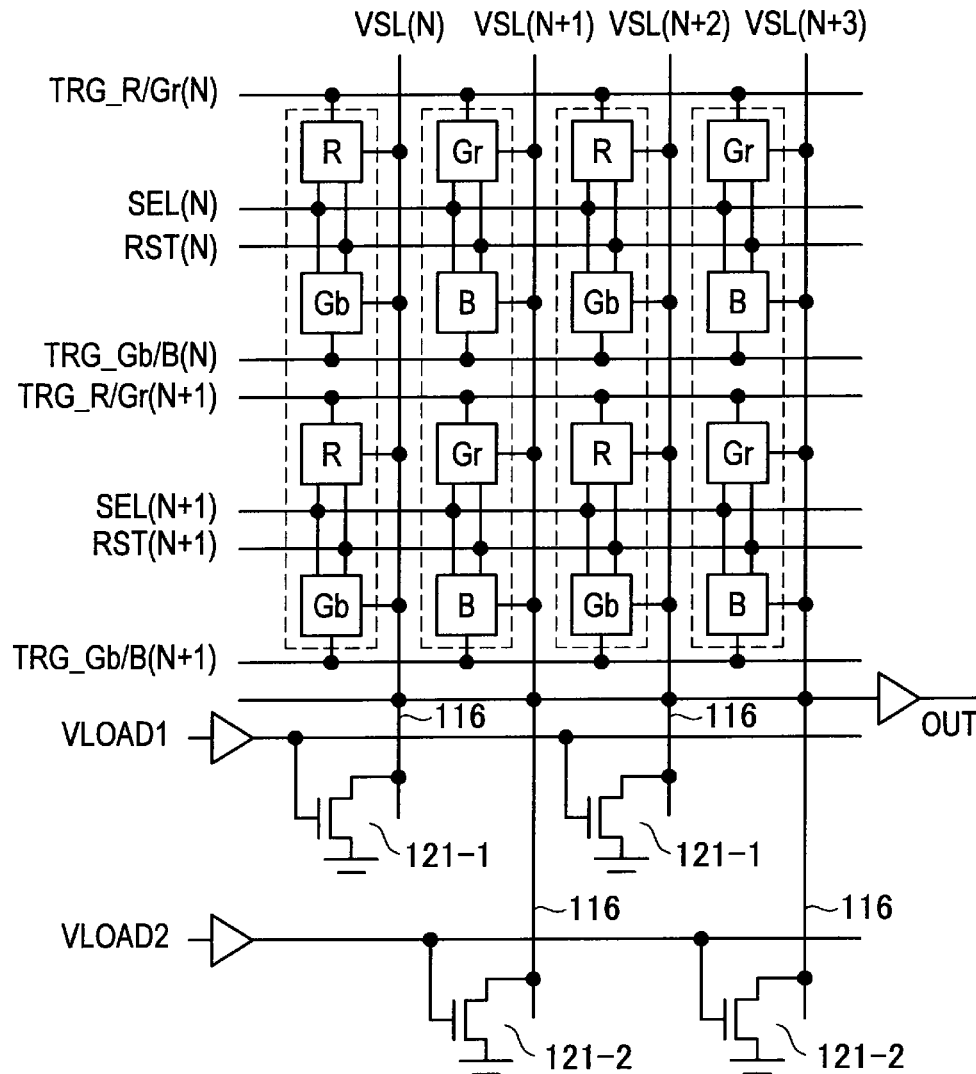 VSL(N) VSL(N+1) VSL(N+2) VSL(N+3)
TRG_R/Gr(N)
R Gr R Gr
SEL(N)
RST(N)
Gb B Gb B
TRG_Gb/B(N)
TRG_R/Gr(N+1)
R Gr R Gr
SEL(N+1)
RST(N+1)
Gb B Gb B
TRG_Gb/B(N+1)
116 116
OUT
VLOAD1
121-1 121-1
116 116
VLOAD2
121-2 121-2